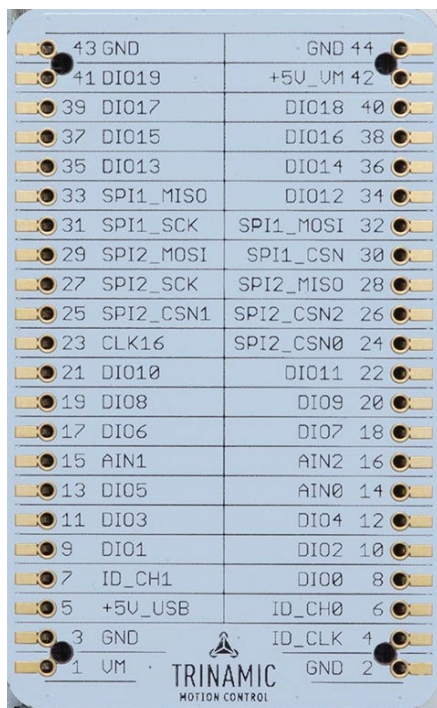 43 GND GND 44
41 DIO19 +5V_VM 42
39 DIO17 DIO18 40
37 DIO15 DIO16 38
35 DIO13 DIO14 36
33 SPI1_MISO DIO12 34
31 SPI1_SCK SPI1_MOSI 32
29 SPI2_MOSI SPI1_CSN 30
27 SPI2_SCK SPI2_MISO 28
25 SPI2_CSN1 SPI2_CSN2 26
23 CLK16 SPI2_CSN0 24
21 DIO10 DIO11 22
19 DIO8 DIO9 20
17 DIO6 DIO7 18
15 AIN1 AIN2 16
13 DIO5 AIN0 14
11 DIO3 DIO4 12
9 DIO1 DIO2 10
7 ID_CH1 DIO0 8
5 +5V_USB ID_CH0 6
3 GND ID_CLK 4
1 VM GND 2
TRINAMIC
MOTION CONTROL